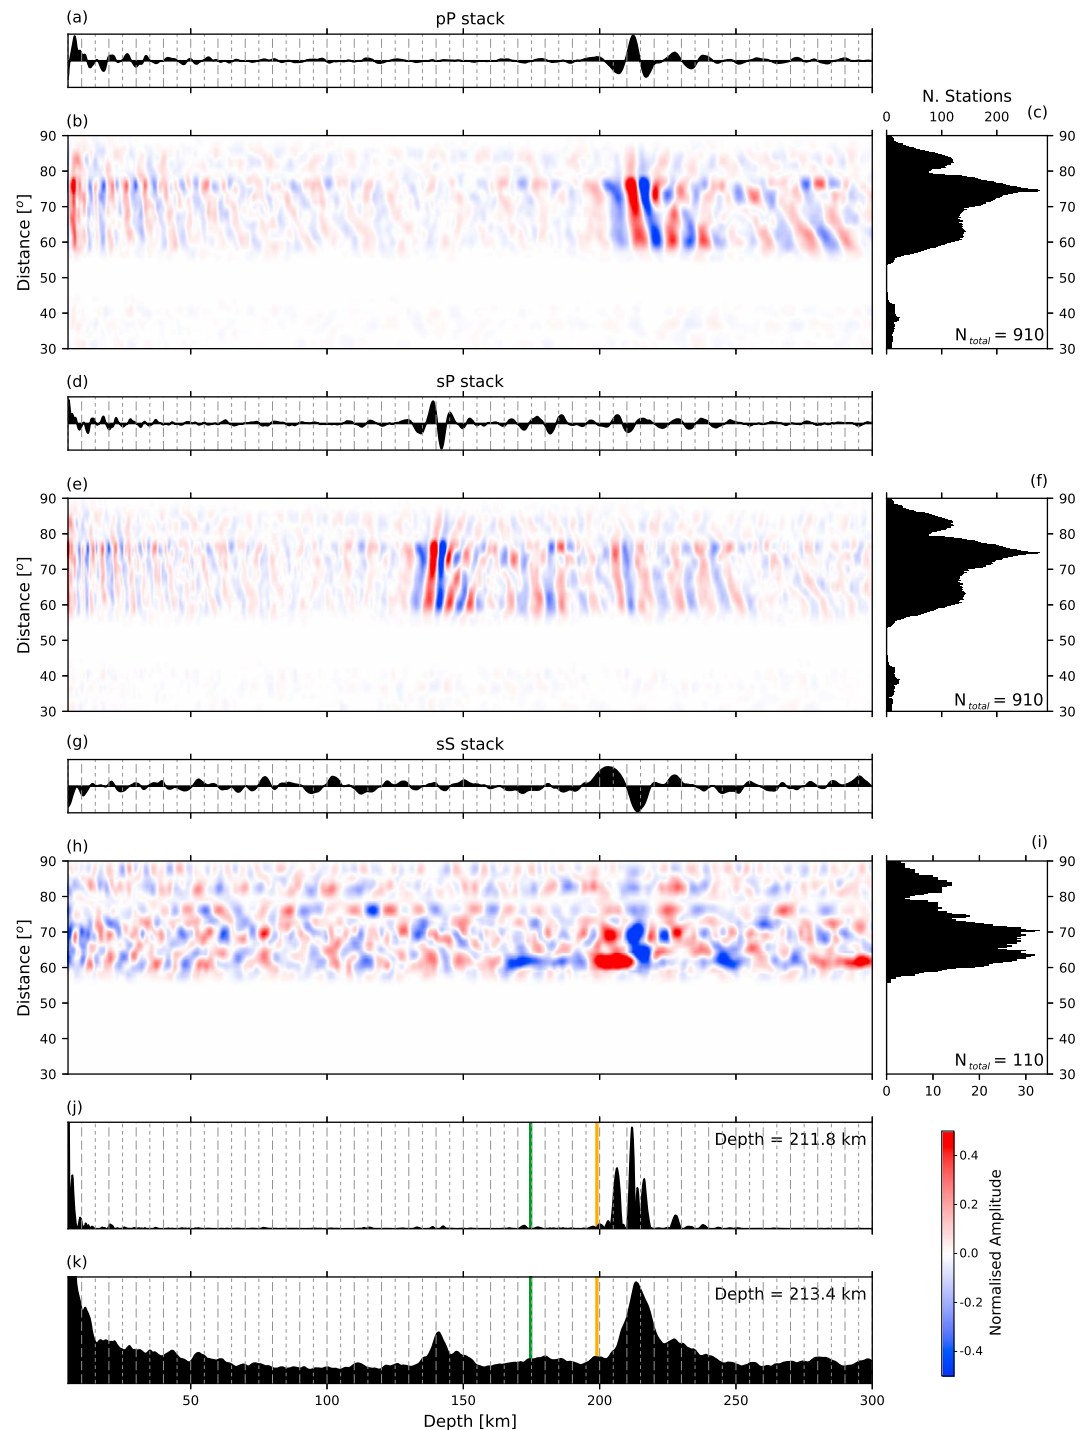 (a)
pP stack
N. Stations
(b)
0 100 200
(c)
90
80
70
60
50
40
30
Distance [°]
90
80
70
60
50
40
30
N total = 910
(d)
sP stack
(e)
(f)
90
80
70
60
50
40
30
Distance [°]
90
80
70
60
50
40
30
N total = 910
(g)
sS stack
(h)
(i)
90
80
70
60
50
40
30
Distance [°]
90
80
70
60
50
40
30
N total = 110
0 10 20 30
(j)
Depth = 211.8 km
(k)
Depth = 213.4 km
50 100 150 200 250 300
Depth [km]
0.4
0.2
0.0
-0.2
-0.4
Normalised Amplitude